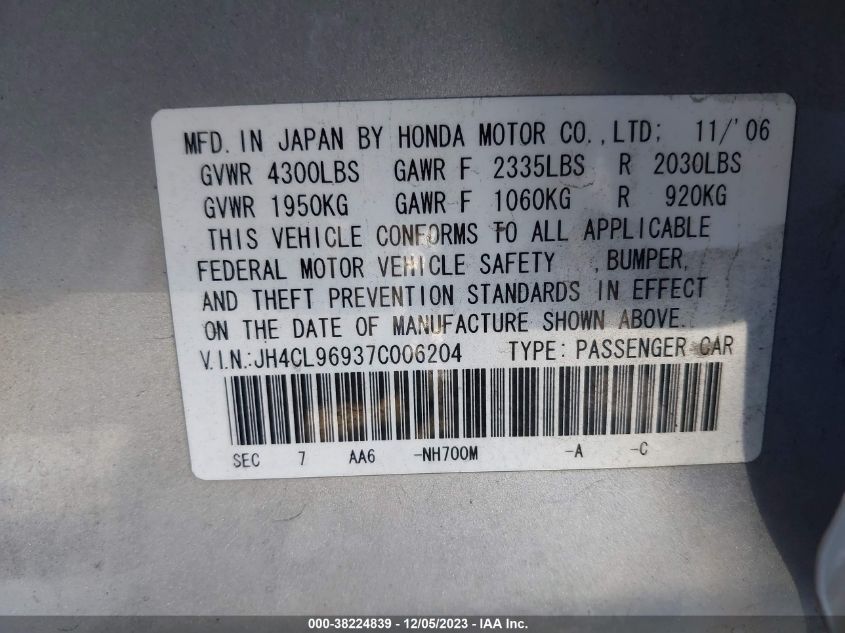 MFD. IN JAPAN BY HONDA MOTOR CO., LTD: 11/'06
GVWR 4300LBS GAWR F 2335LBS R 2030LBS
GVWR 1950KG GAWR F 1060KG R 920KG
THIS VEHICLE CONFORMS TO ALL APPLICABLE
FEDERAL MOTOR VEHICLE SAFETY , BUMPER,
AND THEFT PREVENTION STANDARDS IN EFFECT
ON THE DATE OF MANUFACTURE SHOWN ABOVE.
V.I.N.:JH4CL96937C006204 TYPE: PASSENGER CAR
SEC 7 AA6 -NH700M -A -C
000-38224839 - 12/05/2023 - IAA Inc.